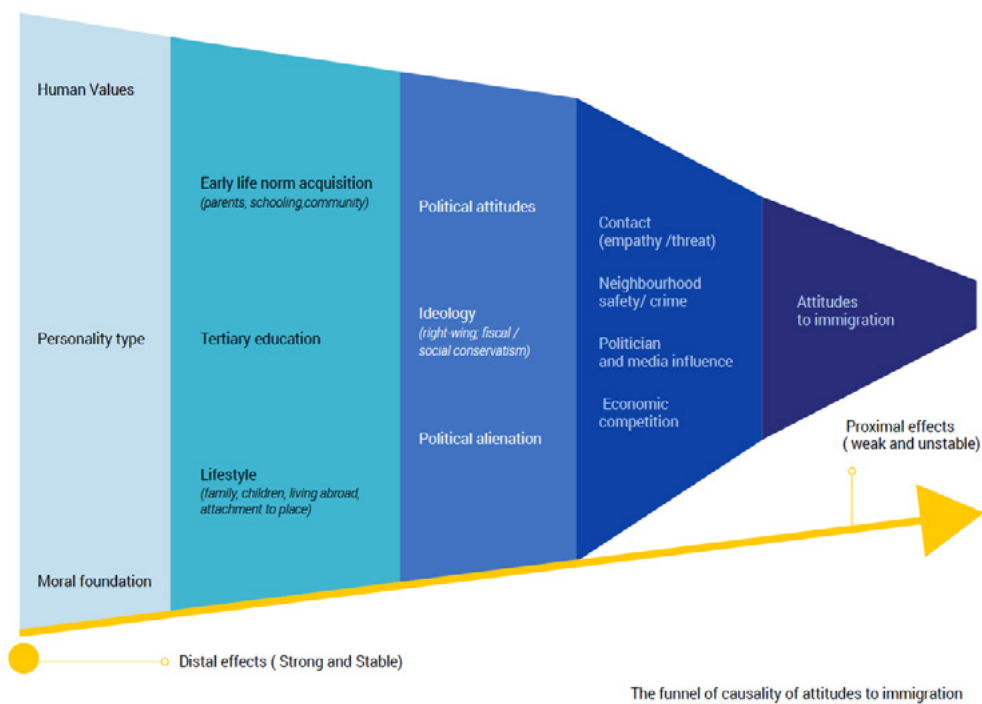 Human Values
Personality type
Moral foundation
Early life norm acquisition
(parents, schooling,community)
Tertiary education
Lifestyle
(family, children, living abroad,
attachment to place)
Political attitudes
Ideology
(right-wing; fiscal /
social conservatism)
Political alienation
Contact
(empathy /threat)
Neighbourhood
safety/ crime
Politician
and media influence
Economic
competition
Attitudes
to immigration
Proximal effects
( weak and unstable)
Distal effects ( Strong and Stable)
The funnel of causality of attitudes to immigration